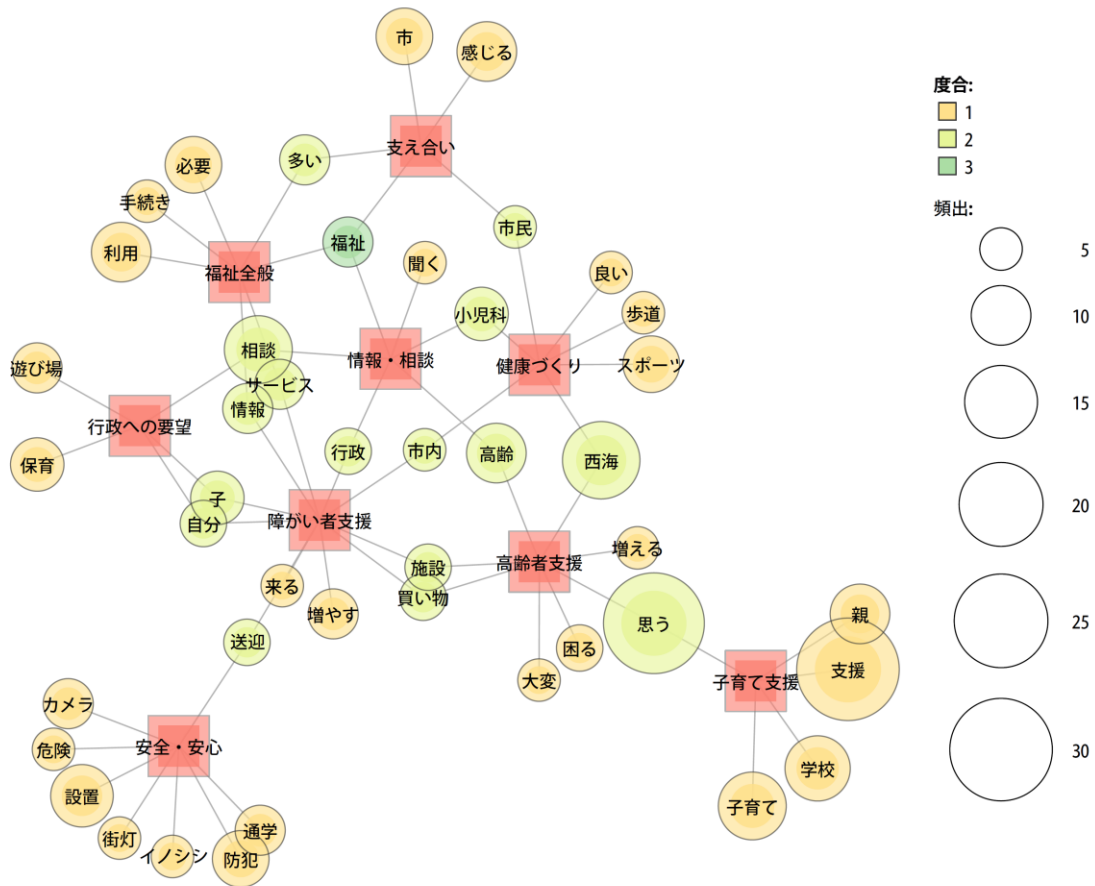 市
感じる
支え合い
必要
多い
手続き
利用
福祉
市民
福祉全般
聞く
良い
小児科
歩道
相談
情報・相談
健康づくり
スポーツ
遊び場
サービス
情報
行政への要望
保育
行政
市内
高齢
西海
子
自分
障がい者支援
施設
高齢者支援
増える
来る
買い物
増やす
思う
親
送迎
困る
大変
子育て支援
支援
カメラ
危険
安全・安心
設置
学校
子育て
街灯
イノシシ
通学
防犯
度合:
1
2
3
頻出:
5
10
15
20
25
30